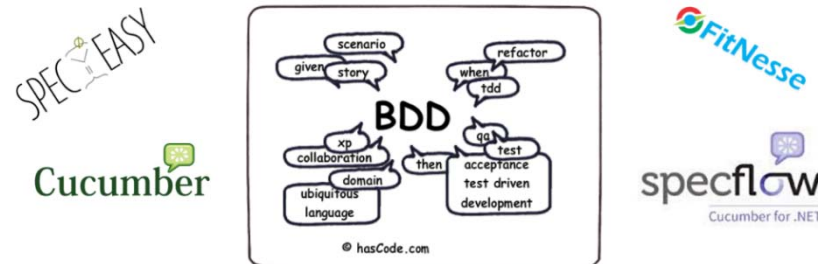 SPEC EASY
Cucumber
scenario
given
story
refactor
when
tdd
BDD
xp
collaboration
domain
ubiquitous
language
qa
test
then
acceptance
test driven
development
© hasCode.com
FitNesse
specflow
Cucumber for .NET